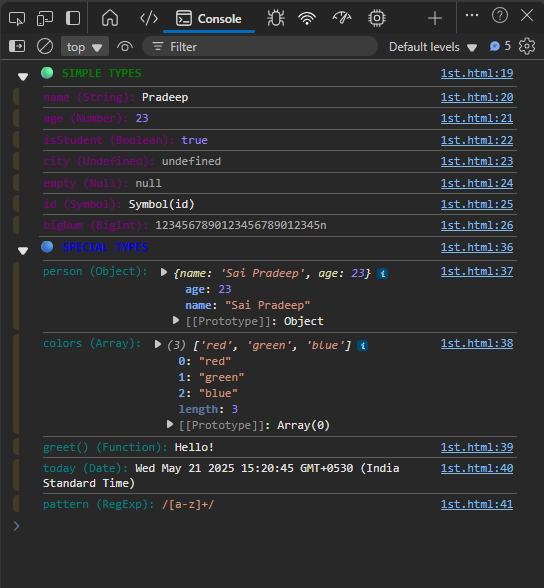 Console
top
Filter
Default levels
5
SIMPLE TYPES 1st.html:19
name (String): Pradeep 1st.html:20
age (Number): 23 1st.html:21
isStudent (Boolean): true 1st.html:22
city (Undefined): undefined 1st.html:23
empty (Null): null 1st.html:24
id (Symbol): Symbol(id) 1st.html:25
bigNum (BigInt): 1234567890123456789012345n 1st.html:26
SPECIAL TYPES 1st.html:36
person (Object): {name: 'Sai Pradeep', age: 23} i 1st.html:37
age: 23
name: "Sai Pradeep"
[[Prototype]]: Object
colors (Array): (3) ['red', 'green', 'blue'] i 1st.html:38
0: "red"
1: "green"
2: "blue"
length: 3
[[Prototype]]: Array(0)
greet() (Function): Hello! 1st.html:39
today (Date): Wed May 21 2025 15:20:45 GMT+0530 (India 1st.html:40
Standard Time)
pattern (RegExp): /[a-z]+/ 1st.html:41